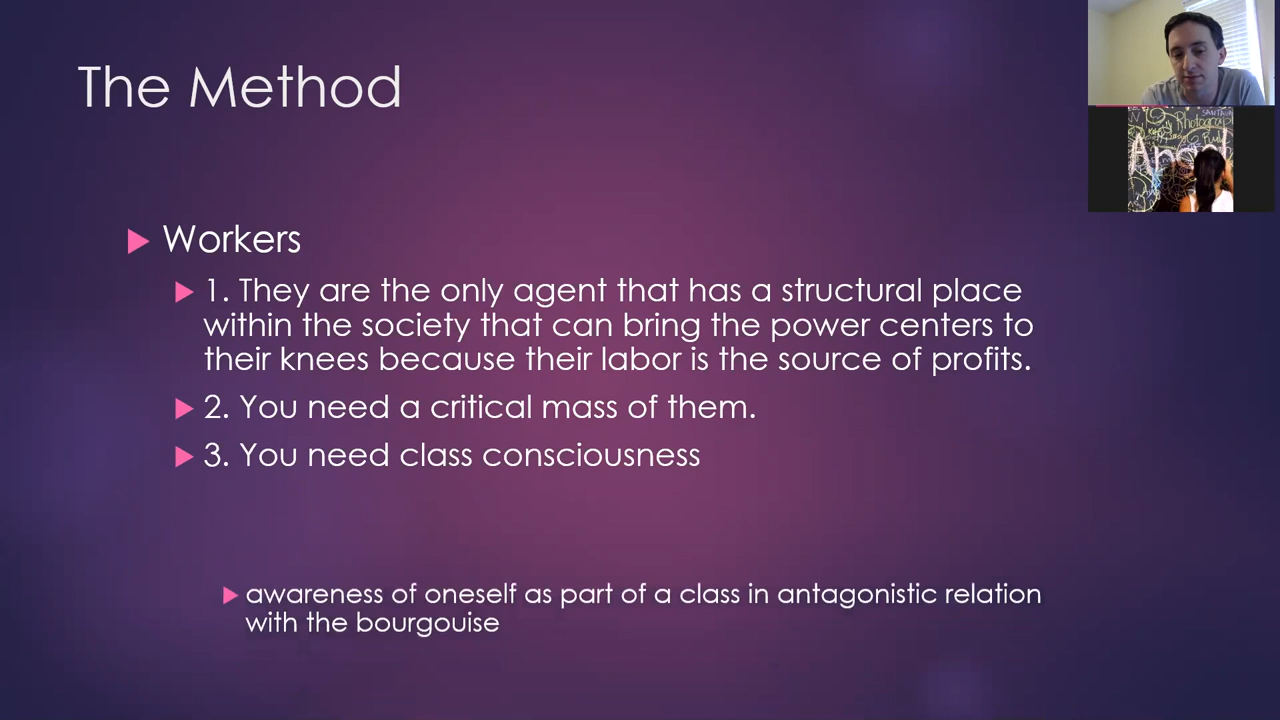 The Method
Workers
1. They are the only agent that has a structural place
within the society that can bring the power centers to
their knees because their labor is the source of profits.
2. You need a critical mass of them.
3. You need class consciousness
awareness of oneself as part of a class in antagonistic relation
with the bourgouise